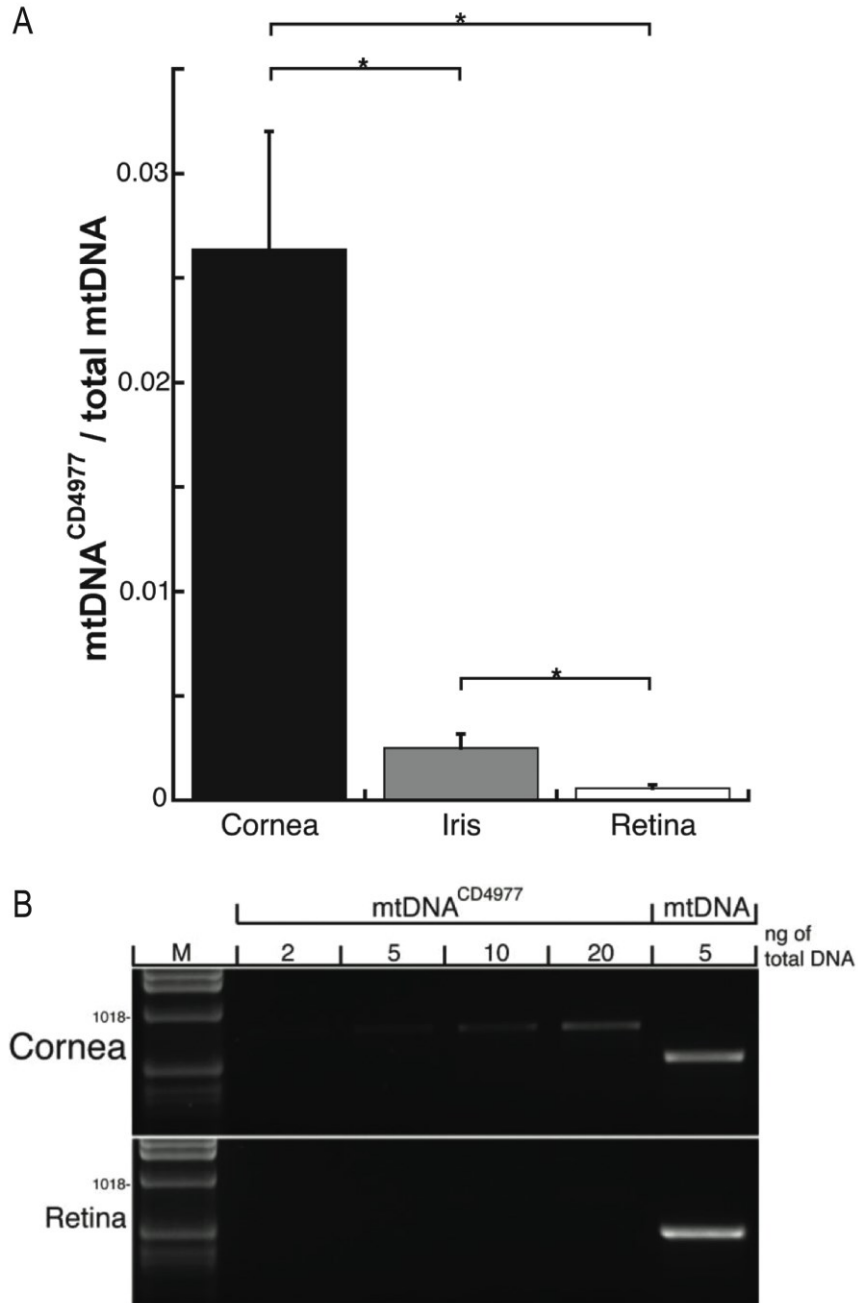 A
*
*
0.03
0.02
0.01
0
mtDNA^CD4977 / total mtDNA
*
Cornea Iris Retina
B
mtDNA^CD4977 mtDNA
M 2 5 10 20 5 ng of
total DNA
1018-
Cornea
1018-
Retina